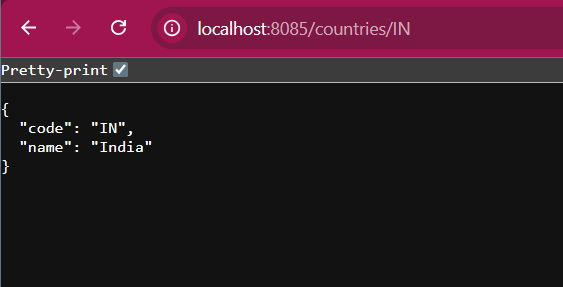 localhost:8085/countries/IN
Pretty-print
{
  "code": "IN",
  "name": "India"
}